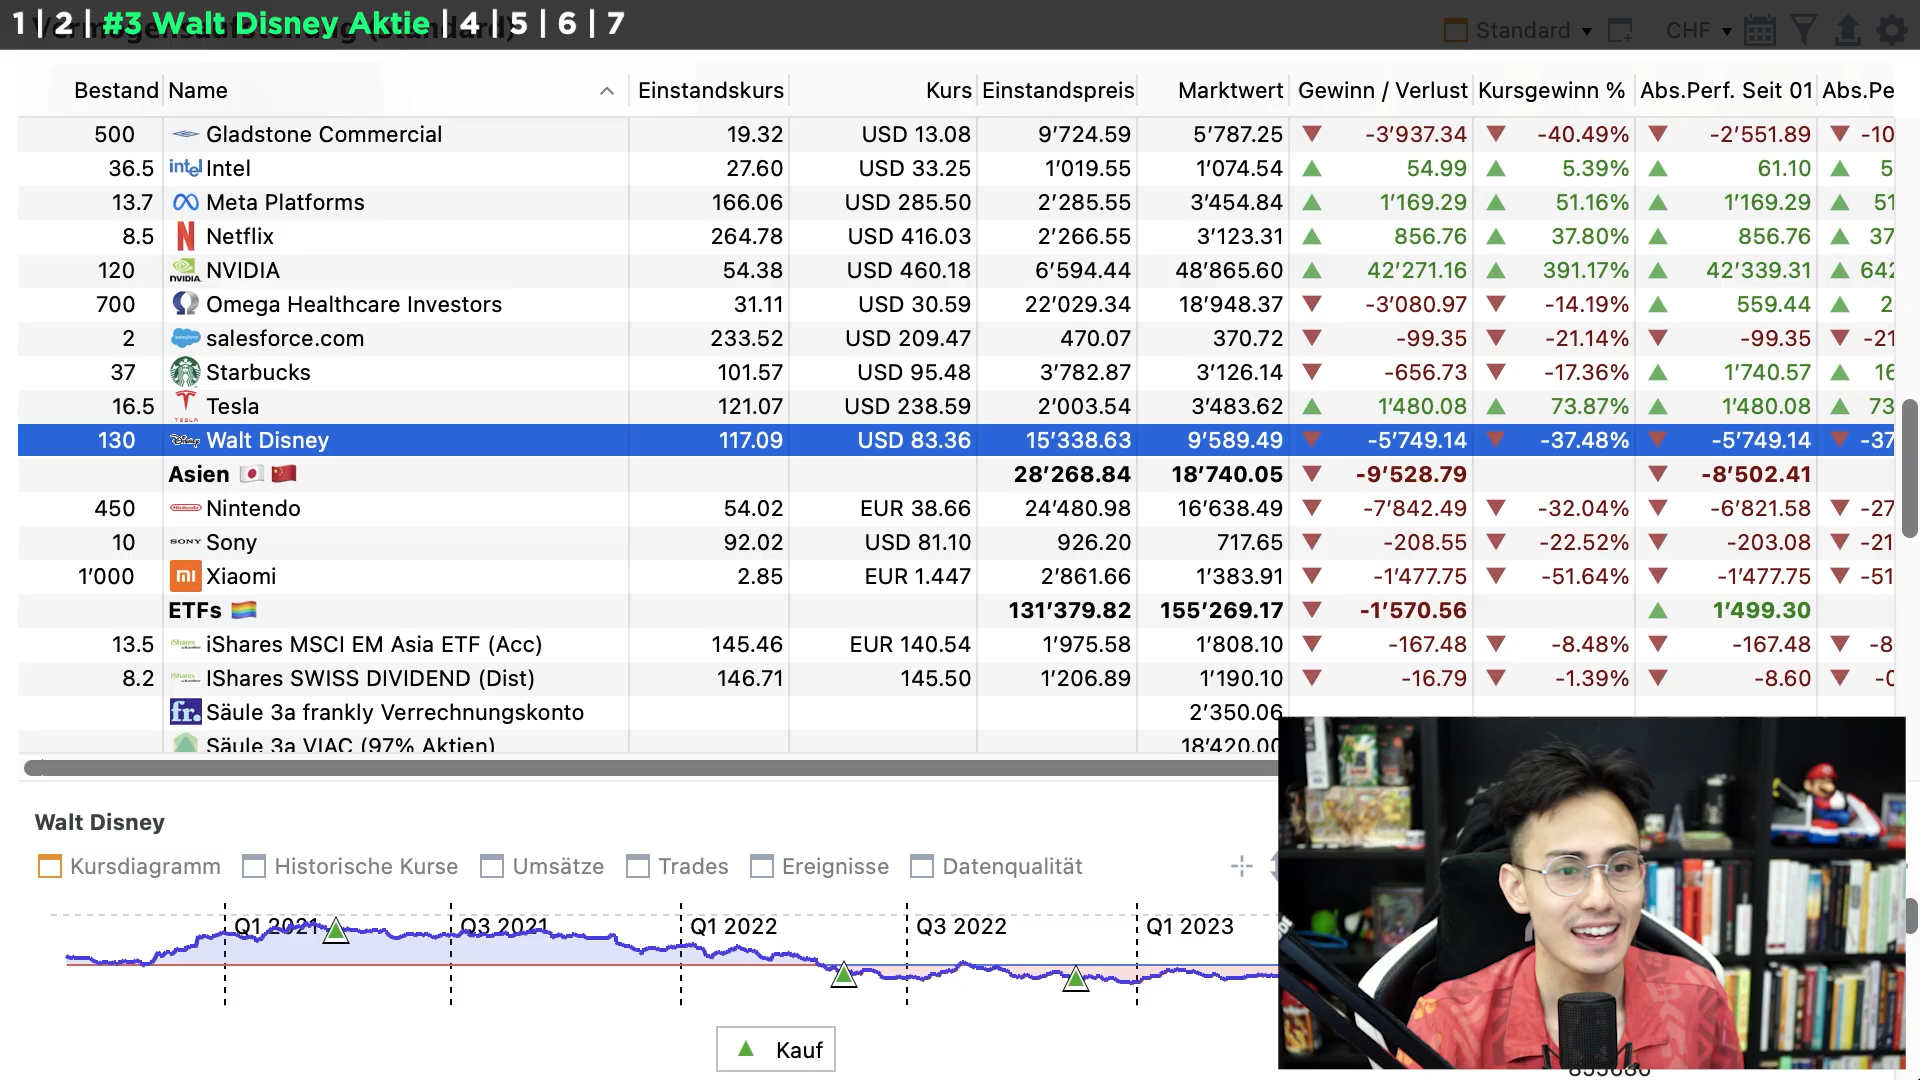 1 | 2 | #3 Walt Disney Aktie | 4 | 5 | 6 | 7
Standard CHF
Bestand Name Einstandskurs Kurs Einstandspreis Marktwert Gewinn / Verlust Kursgewinn % Abs.Perf. Seit 01 Abs.Pe
500 Gladstone Commercial 19.32 USD 13.08 9'724.59 5'787.25 -3'937.34 -40.49% -2'551.89 -10
36.5 intel Intel 27.60 USD 33.25 1'019.55 1'074.54 54.99 5.39% 61.10 5
13.7 Meta Platforms 166.06 USD 285.50 2'285.55 3'454.84 1'169.29 51.16% 1'169.29 51
8.5 N Netflix 264.78 USD 416.03 2'266.55 3'123.31 856.76 37.80% 856.76 37
120 NVIDIA NVIDIA 54.38 USD 460.18 6'594.44 48'865.60 42'271.16 391.17% 42'339.31 642
700 Omega Healthcare Investors 31.11 USD 30.59 22'029.34 18'948.37 -3'080.97 -14.19% 559.44 2
2 salesforce.com 233.52 USD 209.47 470.07 370.72 -99.35 -21.14% -99.35 -21
37 Starbucks 101.57 USD 95.48 3'782.87 3'126.14 -656.73 -17.36% 1'740.57 16
16.5 TESLA Tesla 121.07 USD 238.59 2'003.54 3'483.62 1'480.08 73.87% 1'480.08 73
130 Disney Walt Disney 117.09 USD 83.36 15'338.63 9'589.49 -5'749.14 -37.48% -5'749.14 -37
Asien 28'268.84 18'740.05 -9'528.79 -8'502.41
450 Nintendo Nintendo 54.02 EUR 38.66 24'480.98 16'638.49 -7'842.49 -32.04% -6'821.58 -27
10 SONY Sony 92.02 USD 81.10 926.20 717.65 -208.55 -22.52% -203.08 -21
1'000 mi Xiaomi 2.85 EUR 1.447 2'861.66 1'383.91 -1'477.75 -51.64% -1'477.75 -51
ETFs 131'379.82 155'269.17 -1'570.56 1'499.30
13.5 iShares iShares MSCI EM Asia ETF (Acc) 145.46 EUR 140.54 1'975.58 1'808.10 -167.48 -8.48% -167.48 -8
8.2 iShares IShares SWISS DIVIDEND (Dist) 146.71 145.50 1'206.89 1'190.10 -16.79 -1.39% -8.60 -0
fr. Säule 3a frankly Verrechnungskonto 2'350.06
Säule 3a VIAC (97% Aktien) 18'420.00
Walt Disney
Kursdiagramm Historische Kurse Umsätze Trades Ereignisse Datenqualität
Q1 2021 Q3 2021 Q1 2022 Q3 2022 Q1 2023
Kauf